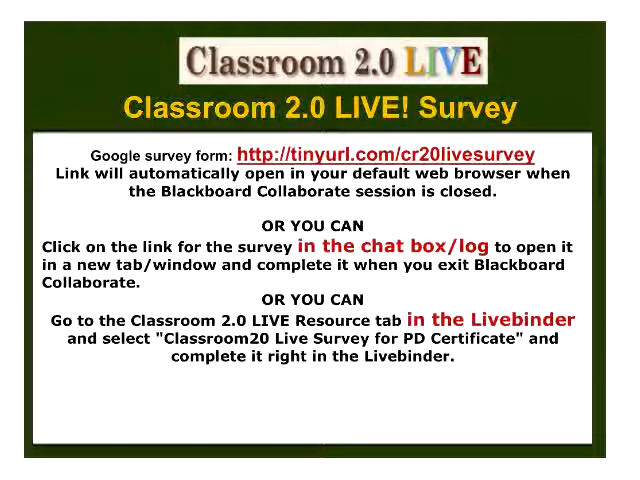 Classroom 2.0 LIVE
Classroom 2.0 LIVE! Survey
Google survey form: http://tinyurl.com/cr20livesurvey
Link will automatically open in your default web browser when
the Blackboard Collaborate session is closed.
OR YOU CAN
Click on the link for the survey in the chat box/log to open it
in a new tab/window and complete it when you exit Blackboard
Collaborate.
OR YOU CAN
Go to the Classroom 2.0 LIVE Resource tab in the Livebinder
and select "Classroom20 Live Survey for PD Certificate" and
complete it right in the Livebinder.